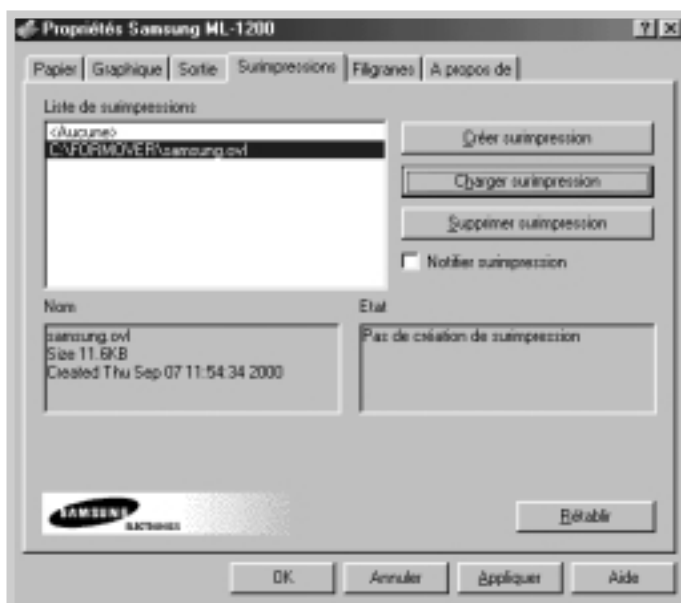 Propriétés Samsung ML-1200
Papier Graphique Sortie Surimpressions Filigranes A propos de
Liste de surimpressions
<Aucune>
C:\FORMOVER\samsung.ovl
Créer surimpression
Charger surimpression
Supprimer surimpression
Notifier surimpression
Nom
samsung.ovl
Size 11.6KB
Created Thu Sep 07 11:54:34 2000
Etat
Pas de création de surimpression
SAMSUNG
ELECTRONICS
Rétablir
OK Annuler Appliquer Aide